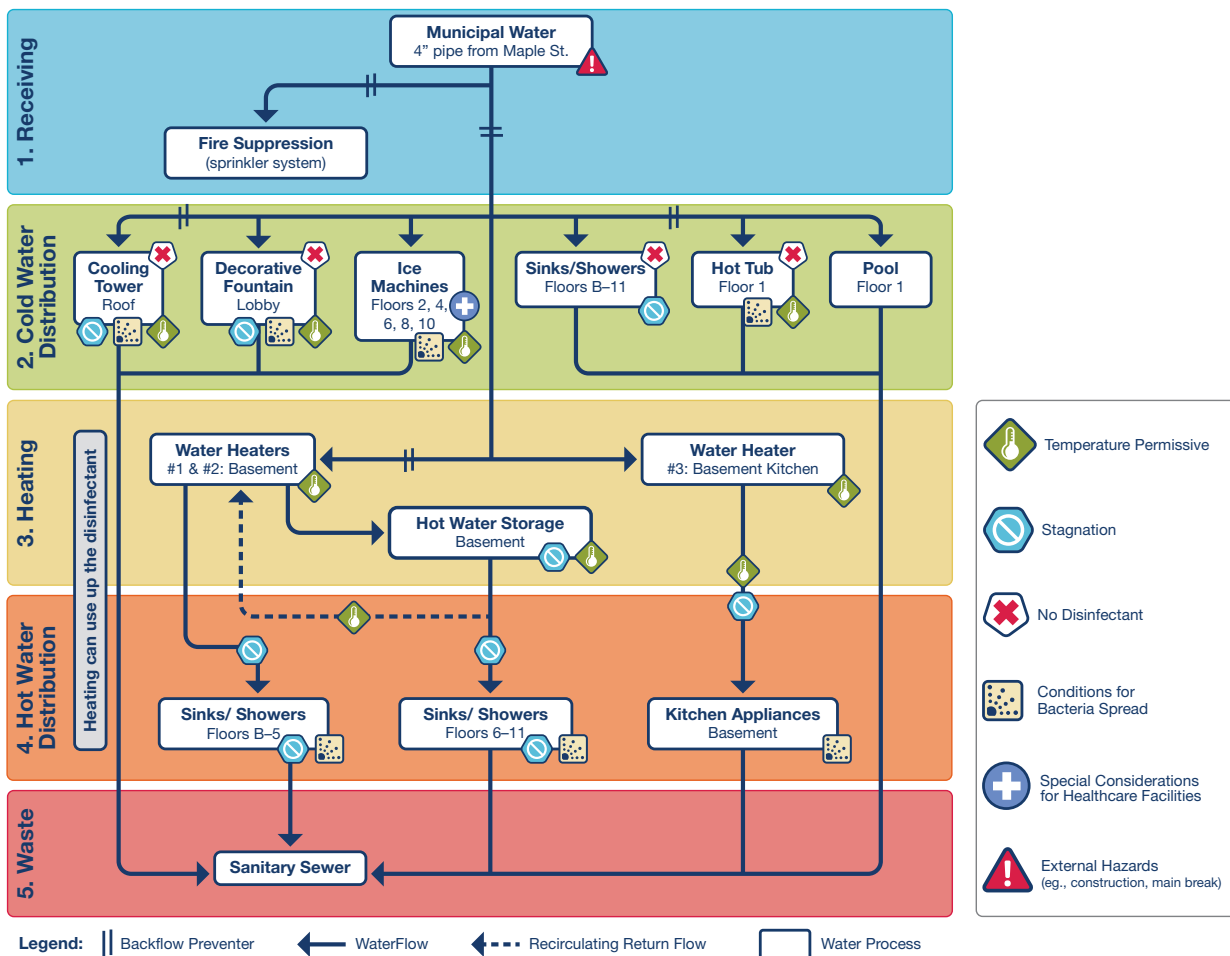 1. Receiving
Municipal Water
4” pipe from Maple St.
Fire Suppression
(sprinkler system)
2. Cold Water
Distribution
Cooling
Tower
Roof
Decorative
Fountain
Lobby
Ice
Machines
Floors 2, 4,
6, 8, 10
Sinks/Showers
Floors B–11
Hot Tub
Floor 1
Pool
Floor 1
3. Heating
Heating can use up the disinfectant
Water Heaters
#1 & #2: Basement
Water Heater
#3: Basement Kitchen
Hot Water Storage
Basement
4. Hot Water
Distribution
Sinks/ Showers
Floors B–5
Sinks/ Showers
Floors 6–11
Kitchen Appliances
Basement
5. Waste
Sanitary Sewer
Temperature Permissive
Stagnation
No Disinfectant
Conditions for
Bacteria Spread
Special Considerations
for Healthcare Facilities
External Hazards
(eg., construction, main break)
Legend: Backflow Preventer WaterFlow Recirculating Return Flow Water Process